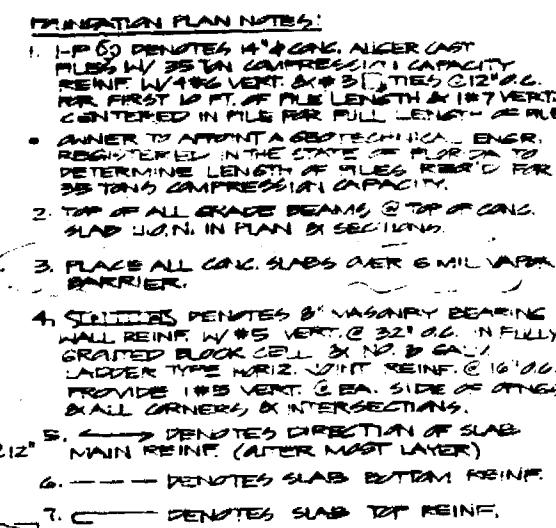 FOUNDATION PLAN NOTES:
1. 1-P DENOTES 14"ϕ CONC. AUGER CAST
PILES W/ 35 TON COMPRESSION CAPACITY
REINF. W/ 4#6 VERT. & #3 TIES @ 12" O.C.
FOR FIRST 10 FT. OF PILE LENGTH & 1#7 VERT.
CENTERED IN PILE FOR FULL LENGTH OF PILE
• OWNER TO APPOINT A GEOTECHNICAL ENGR.
REGISTERED IN THE STATE OF FLORIDA TO
DETERMINE LENGTH OF PILES REQ'D FOR
35 TONS COMPRESSION CAPACITY.
2. TOP OF ALL GRADE BEAMS @ TOP OF CONC.
SLAB U.O.N. IN PLAN & SECTIONS.
3. PLACE ALL CONC. SLABS OVER 6 MIL VAPOR
BARRIER.
4. DENOTES 8" MASONRY BEARING
WALL REINF. W/ #5 VERT. @ 32" O.C. IN FULLY
GROUTED BLOCK CELL & NO. 8 GALV.
LADDER TYPE HORIZ. JOINT REINF. @ 16" O.C.
PROVIDE 1#5 VERT. @ EA. SIDE OF OPNGS
& ALL CORNERS, & INTERSECTIONS.
5. DENOTES DIRECTION OF SLAB
@12" MAIN REINF. (OUTER MOST LAYER)
6. DENOTES SLAB BOTTOM REINF.
7. DENOTES SLAB TOP REINF.